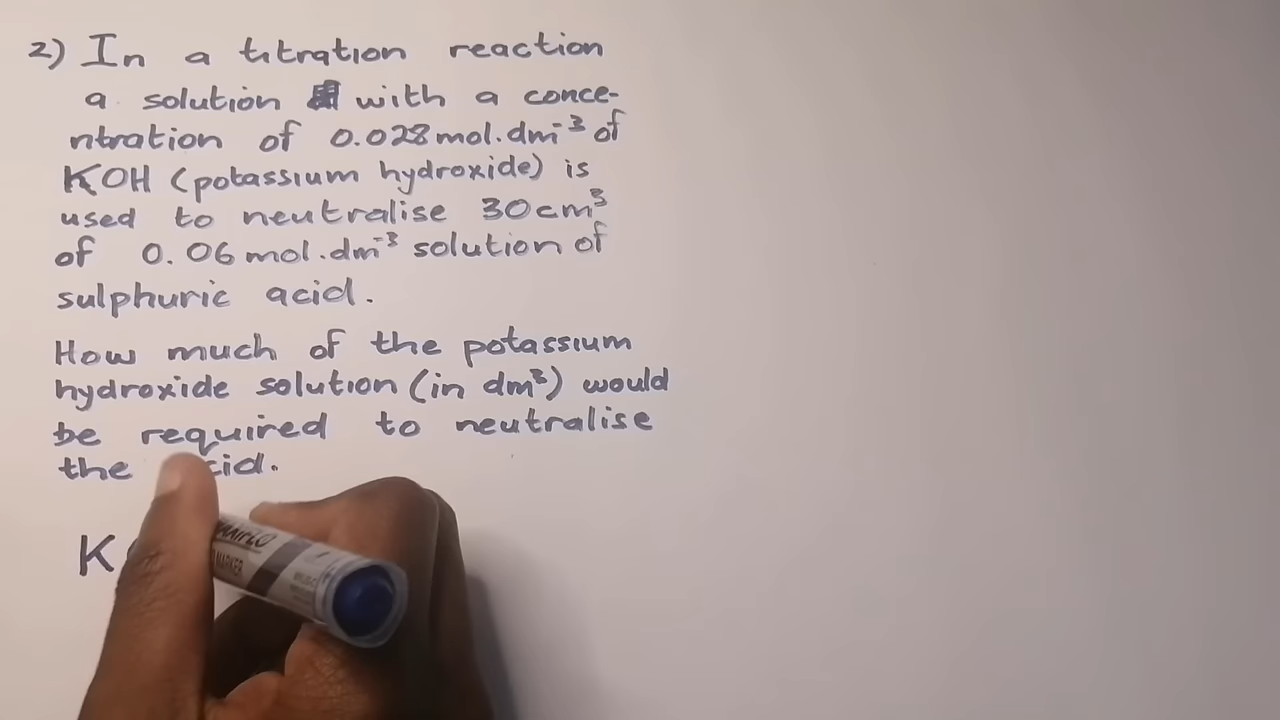 2) In a titration reaction
a solution with a conce-
ntration of 0.028 mol.dm⁻³ of
KOH (potassium hydroxide) is
used to neutralise 30cm³
of 0.06 mol.dm⁻³ solution of
sulphuric acid.
How much of the potassium
hydroxide solution (in dm³) would
be required to neutralise
the cid.
K
MARKER